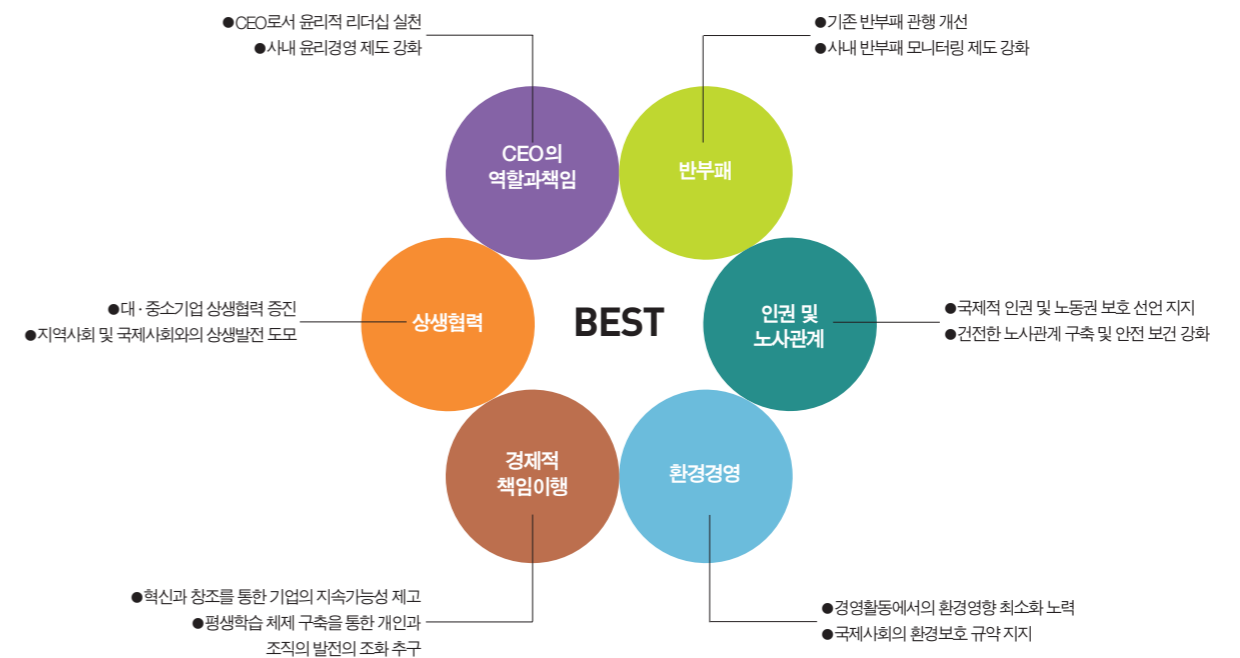 ●CEO로서 윤리적 리더십 실천
●사내 윤리경영 제도 강화
●기존 반부패 관행 개선
●사내 반부패 모니터링 제도 강화
CEO의
역할과책임
반부패
●대·중소기업 상생협력 증진
●지역사회 및 국제사회와의 상생발전 도모
상생협력
BEST
인권 및
노사관계
●국제적 인권 및 노동권 보호 선언 지지
●건전한 노사관계 구축 및 안전 보건 강화
경제적
책임이행
환경경영
●혁신과 창조를 통한 기업의 지속가능성 제고
●평생학습 체제 구축을 통한 개인과
조직의 발전의 조화 추구
●경영활동에서의 환경영향 최소화 노력
●국제사회의 환경보호 규약 지지